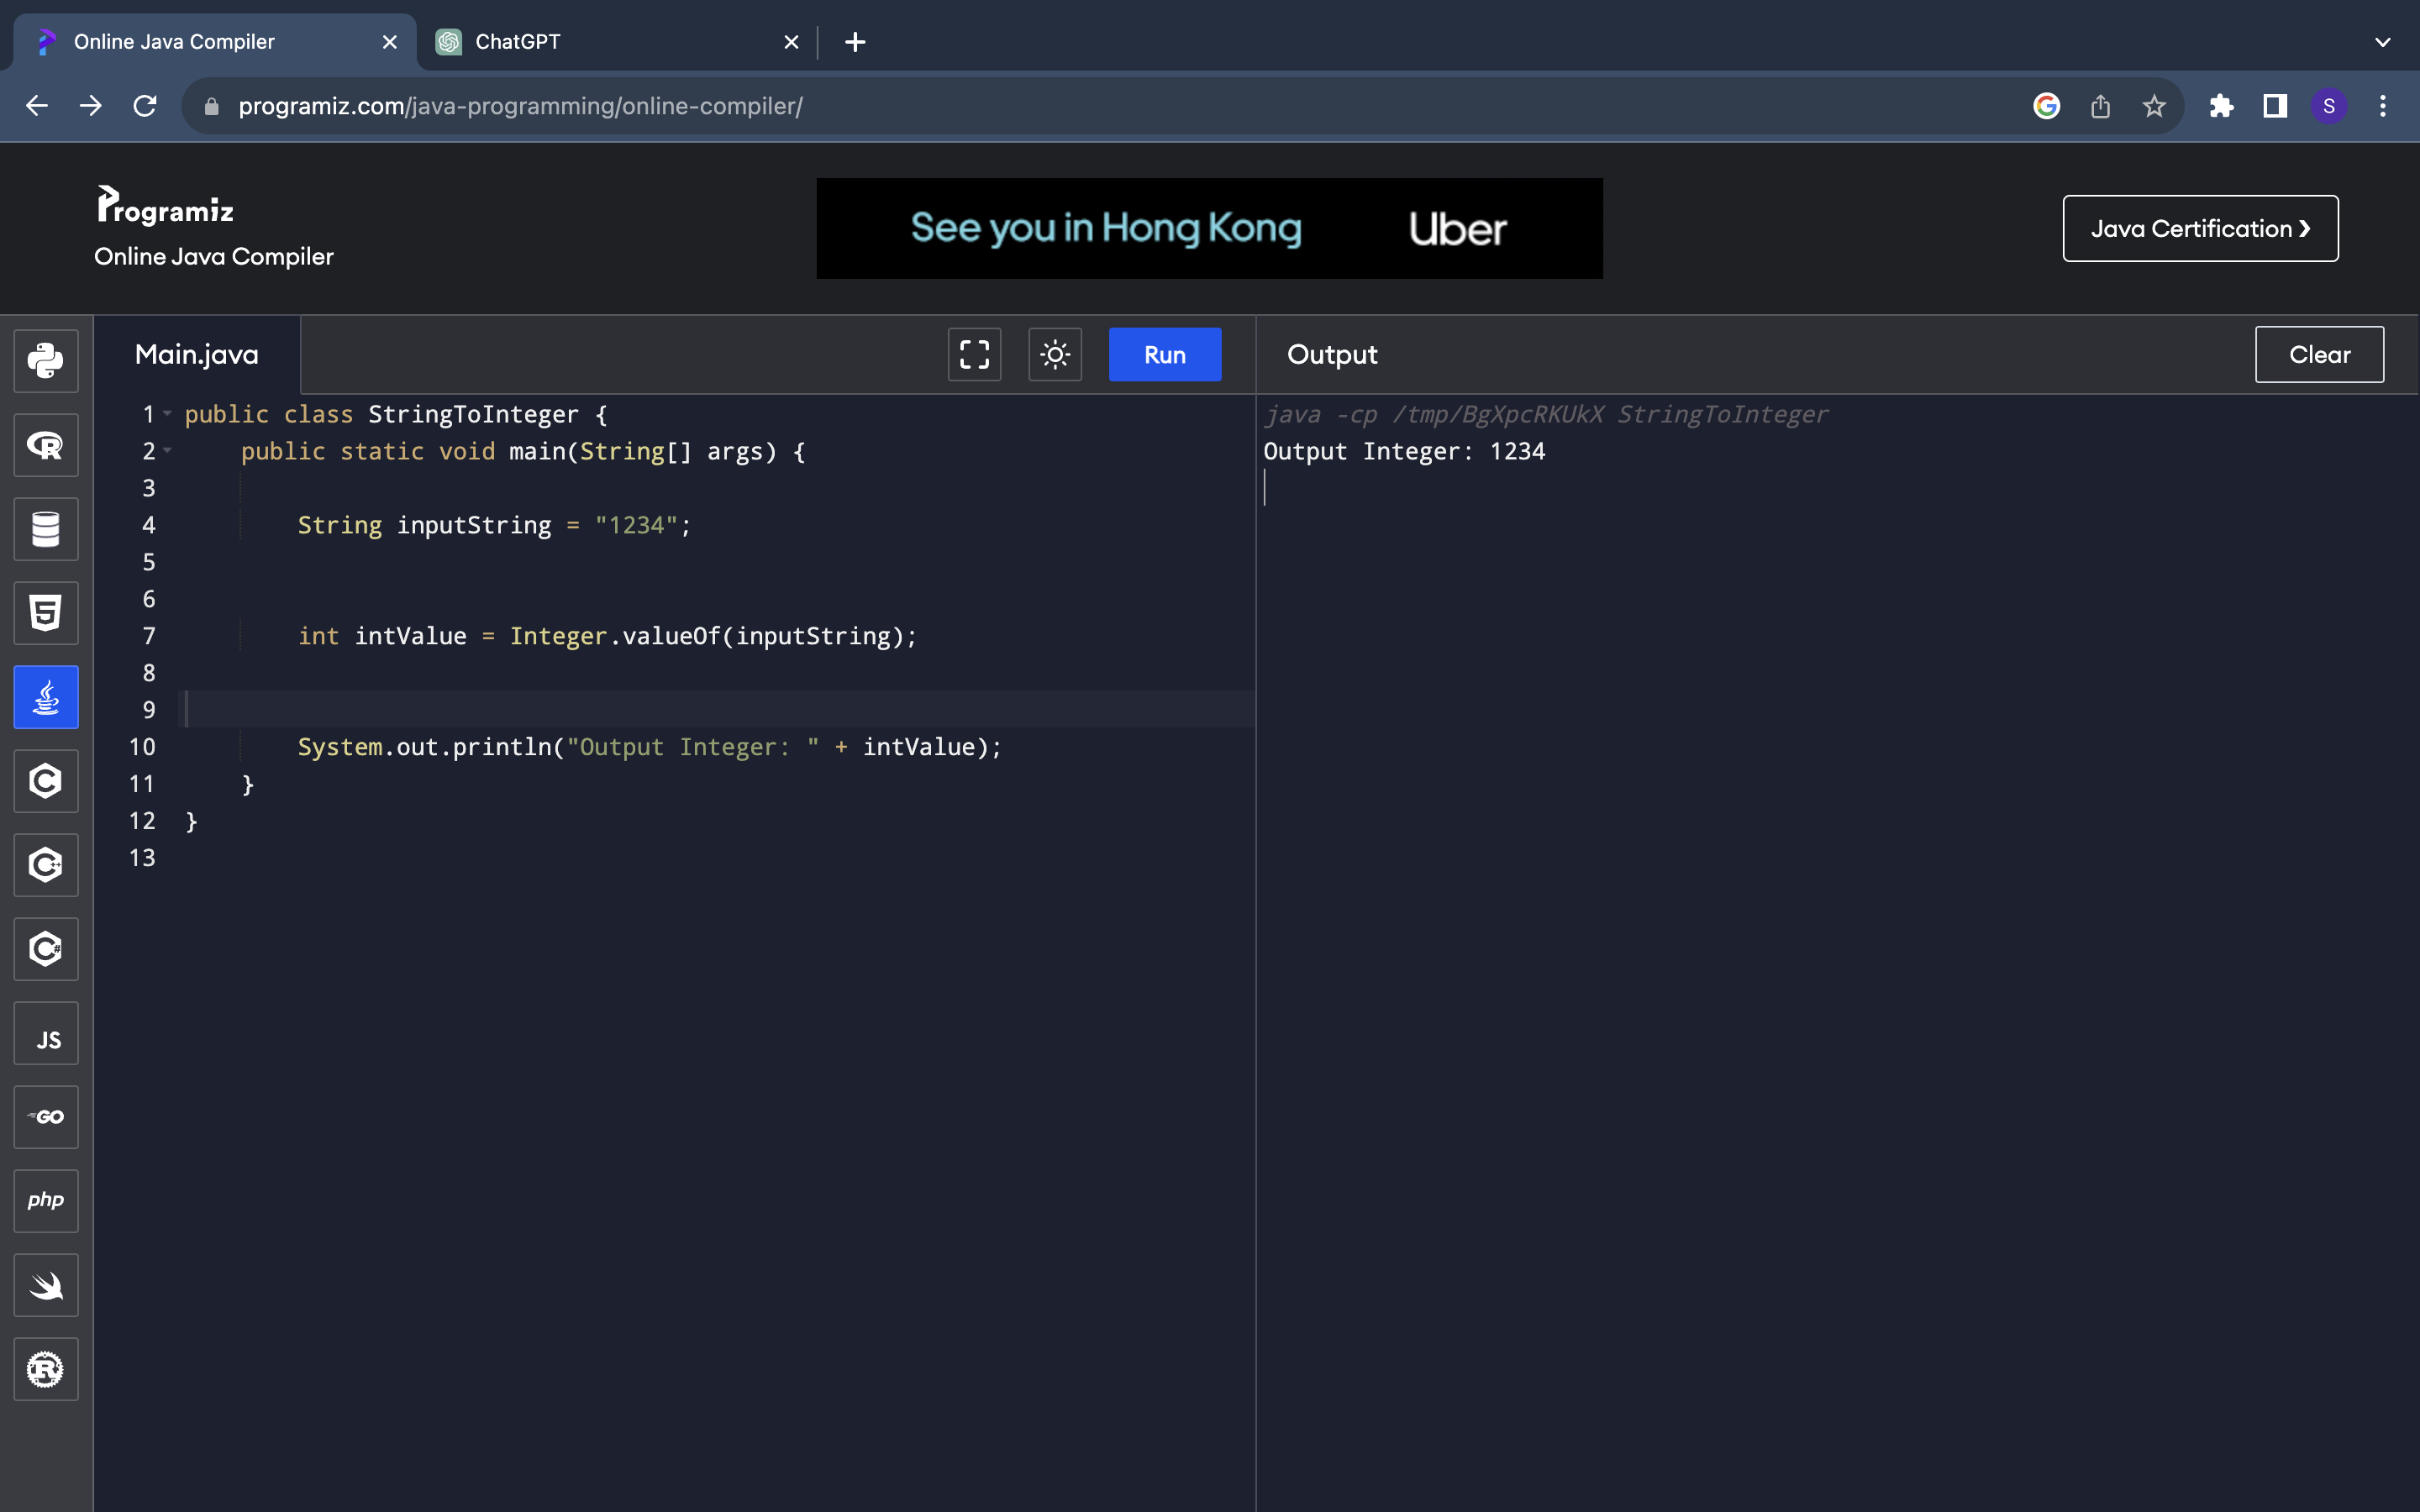 Online Java Compiler
ChatGPT
programiz.com/java-programming/online-compiler/
S
Programiz
Online Java Compiler
See you in Hong Kong
Uber
Java Certification ❯
Main.java
Run
Output
Clear
1 public class StringToInteger {
2     public static void main(String[] args) {
3
4         String inputString = "1234";
5
6
7         int intValue = Integer.valueOf(inputString);
8
9
10         System.out.println("Output Integer: " + intValue);
11     }
12 }
13
java -cp /tmp/BgXpcRKUkX StringToInteger
Output Integer: 1234
R
5
C
C++
C#
JS
GO
php
R